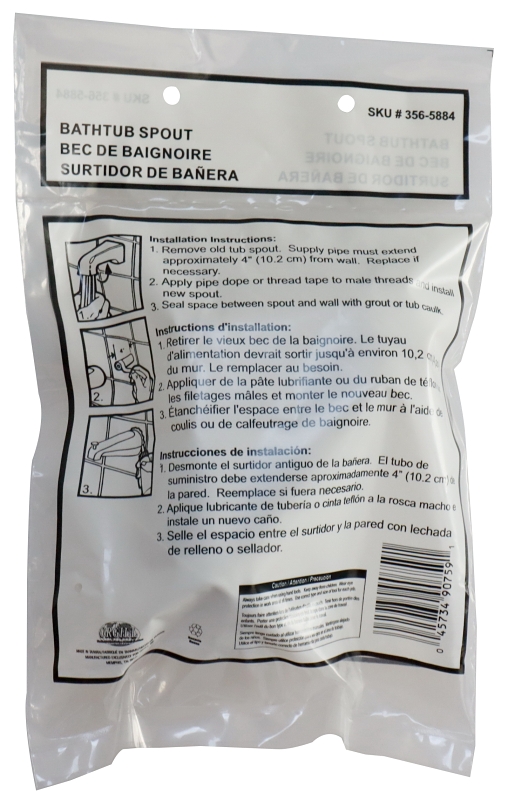 SKU # 356-5884
BATHTUB SPOUT
BEC DE BAIGNOIRE
SURTIDOR DE BAÑERA
Installation Instructions:
1. Remove old tub spout. Supply pipe must extend
approximately 4" (10.2 cm) from wall. Replace if
necessary.
2. Apply pipe dope or thread tape to male threads and install
new spout.
3. Seal space between spout and wall with grout or tub caulk.
Instructions d'installation:
1. Retirer le vieux bec de la baignoire. Le tuyau
d'alimentation devrait sortir jusqu'à environ 10,2
du mur. Le remplacer au besoin.
2. Appliquer de la pâte lubrifiante ou du ruban de
les filetages mâles et monter le nouveau bec.
3. Étanchéifier l'espace entre le bec et le mur à l'aide
coulis ou de calfeutrage de baignoire.
2.
3.
Instrucciones de instalación:
1. Desmonte el surtidor antiguo de la bañera. El tubo de
suministro debe extenderse aproximadamente 4" (10.2 cm)
la pared. Reemplace si fuera necesario.
2. Aplique lubricante de tubería o cinta teflón a la rosca macho
instale un nuevo caño.
3. Selle el espacio entre el surtidor y la pared con lechada
de relleno o sellador.
Caution / Attention / Precaución
0 45734 90759 1